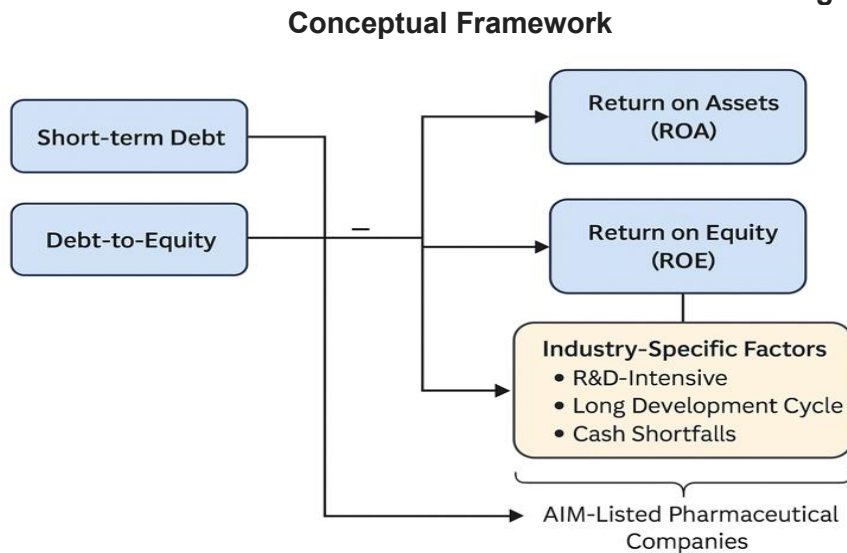 Conceptual Framework
Short-term Debt
Debt-to-Equity
–
Return on Assets
(ROA)
Return on Equity
(ROE)
Industry-Specific Factors
• R&D-Intensive
• Long Development Cycle
• Cash Shortfalls
AIM-Listed Pharmaceutical
Companies